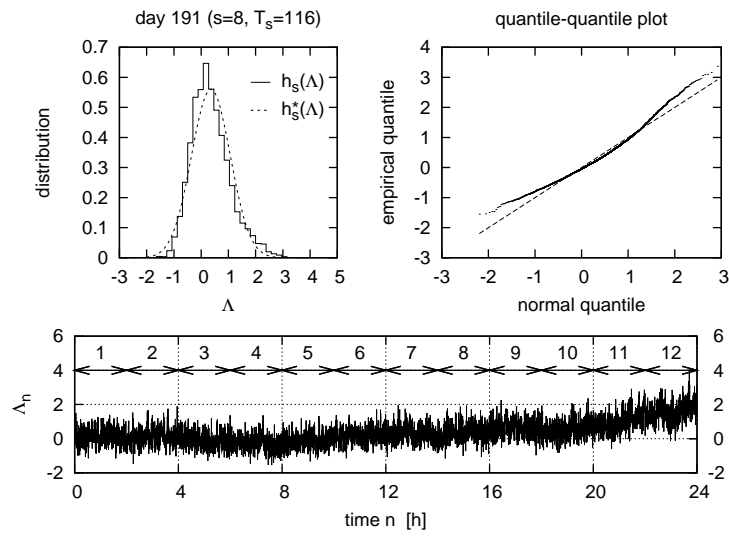 day 191 (s=8, T_s=116)
quantile-quantile plot
distribution
0.7
0.6
0.5
0.4
0.3
0.2
0.1
0
h_s(Λ)
h_s^*(Λ)
-3 -2 -1 0 1 2 3 4 5
Λ
empirical quantile
4
3
2
1
0
-1
-2
-3
-3 -2 -1 0 1 2 3
normal quantile
Λ_n
6
4
2
0
-2
1 2 3 4 5 6 7 8 9 10 11 12
6
4
2
0
-2
0 4 8 12 16 20 24
time n [h]